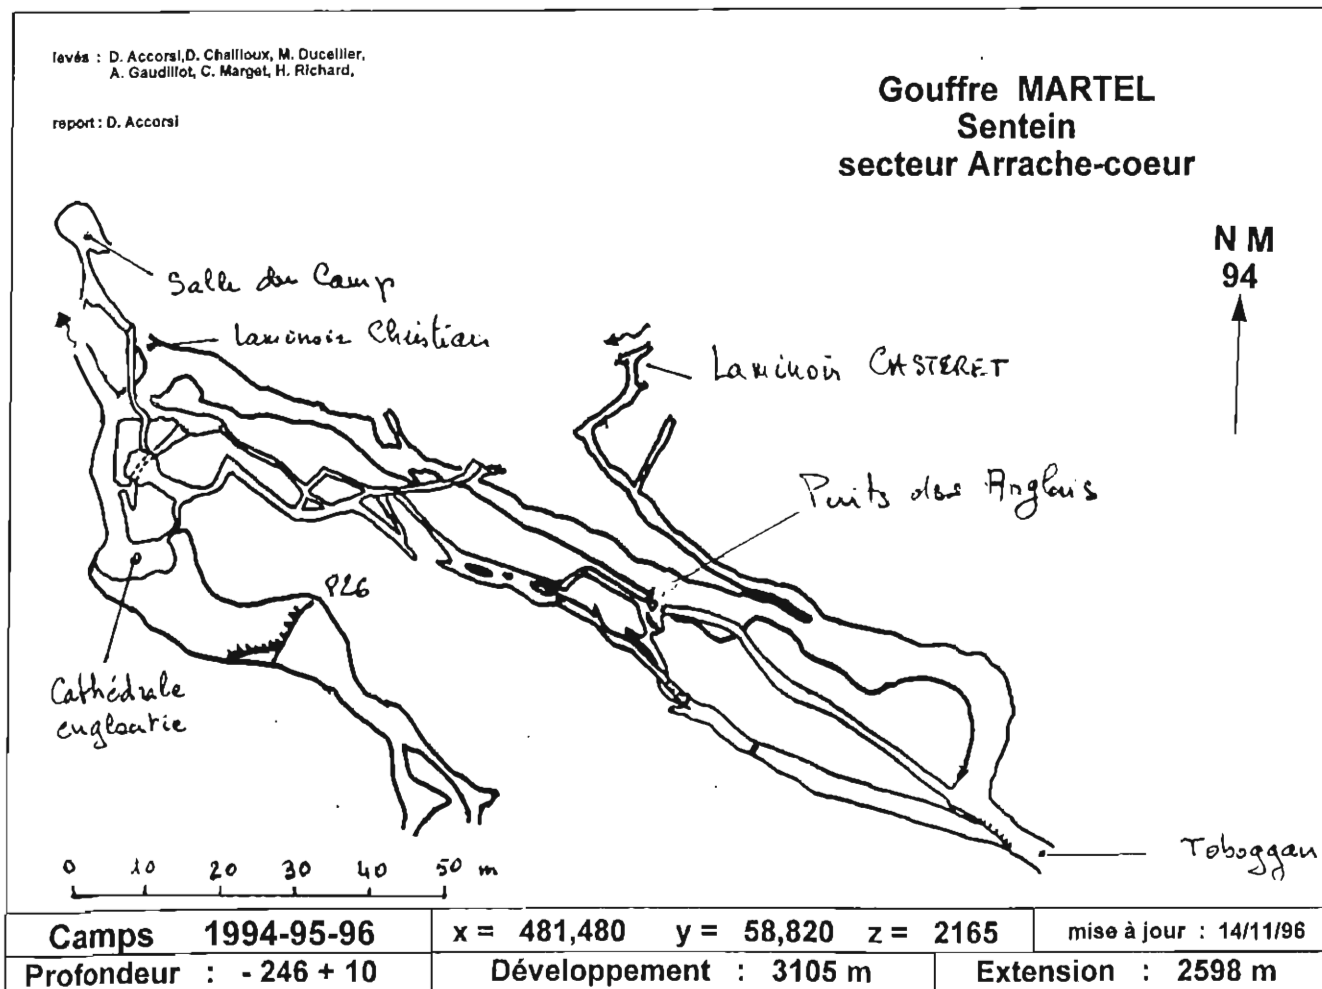 levés : D. Accorsi,D. Chailloux, M. Ducellier,
A. Gaudillot, C. Marget, H. Richard,
report : D. Accorsi
Gouffre MARTEL
Sentein
secteur Arrache-coeur
N M
94
Salle du Camp
Laminoir Christian
Laminoir CASTERET
Puits des Anglais
P26
Cathédrale
engloutie
Toboggan
0 10 20 30 40 50 m
Camps 1994-95-96
x = 481,480 y = 58,820 z = 2165
mise à jour : 14/11/96
Profondeur : - 246 + 10
Développement : 3105 m
Extension : 2598 m